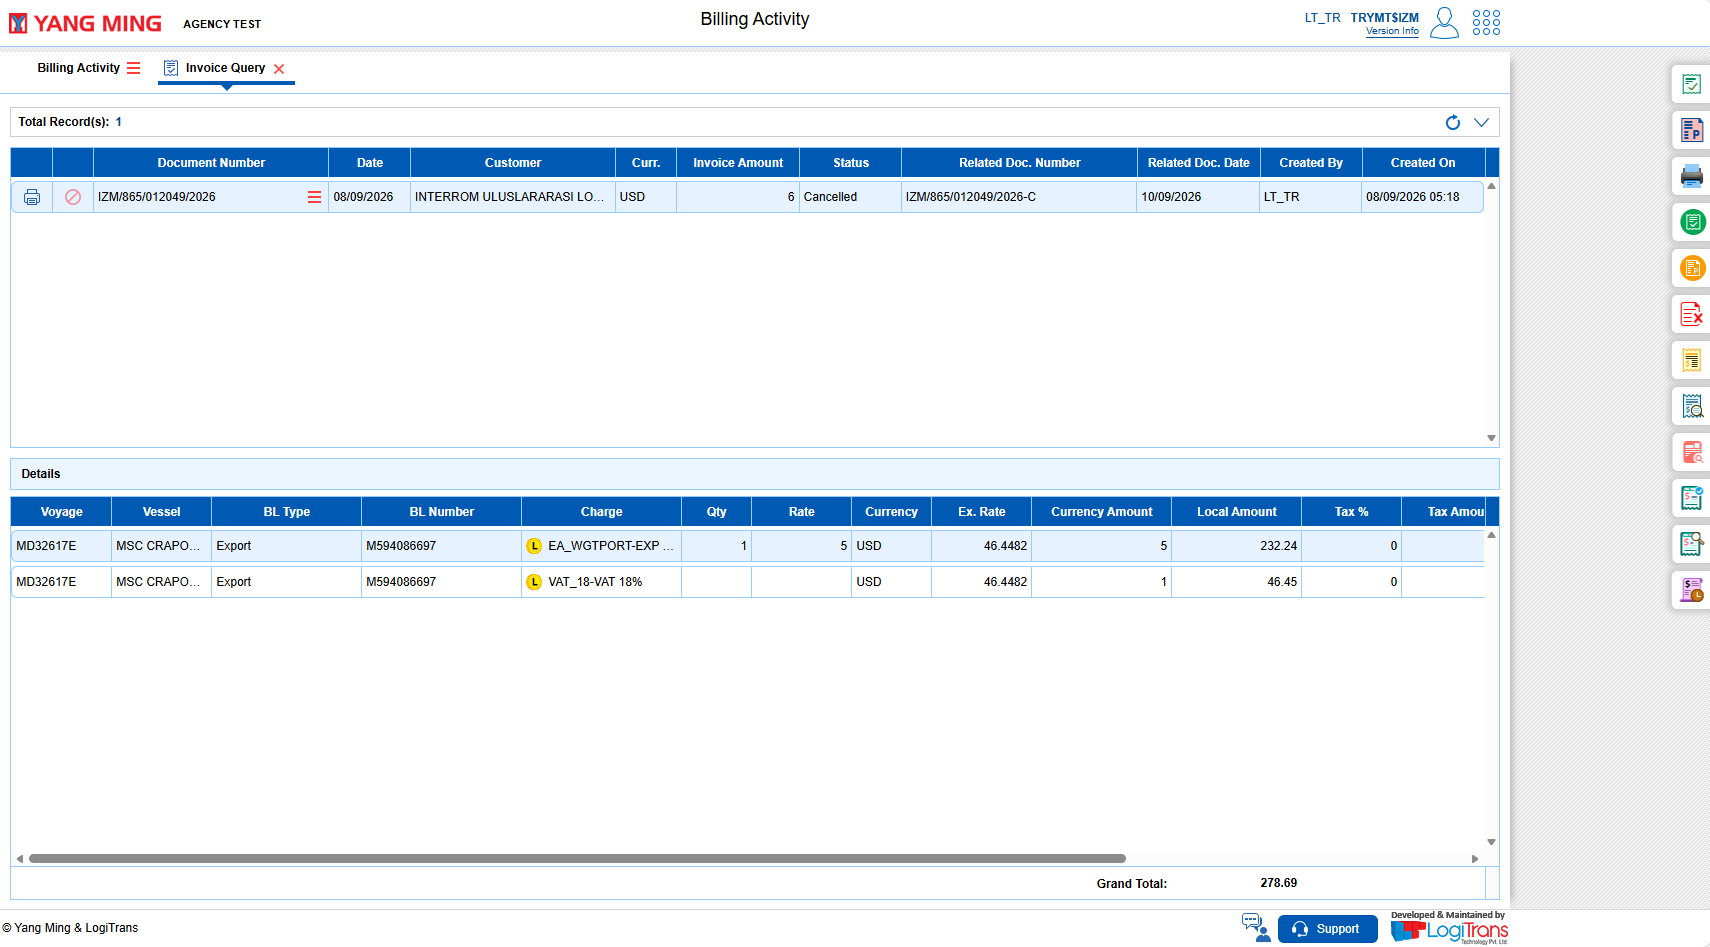 YANG MING AGENCY TEST
Billing Activity
LT_TR TRYMT$IZM
Version Info
Billing Activity Invoice Query
Total Record(s): 1
Document Number Date Customer Curr. Invoice Amount Status Related Doc. Number Related Doc. Date Created By Created On
IZM/865/012049/2026 08/09/2026 INTERROM ULUSLARARASI LO... USD 6 Cancelled IZM/865/012049/2026-C 10/09/2026 LT_TR 08/09/2026 05:18
Details
Voyage Vessel BL Type BL Number Charge Qty Rate Currency Ex. Rate Currency Amount Local Amount Tax % Tax Amou
MD32617E MSC CRAPO... Export M594086697 L EA_WGTPORT-EXP ... 1 5 USD 46.4482 5 232.24 0
MD32617E MSC CRAPO... Export M594086697 L VAT_18-VAT 18% USD 46.4482 1 46.45 0
Grand Total: 278.69
© Yang Ming & LogiTrans
Support
Developed & Maintained by
LogiTrans
Technology Pvt. Ltd.